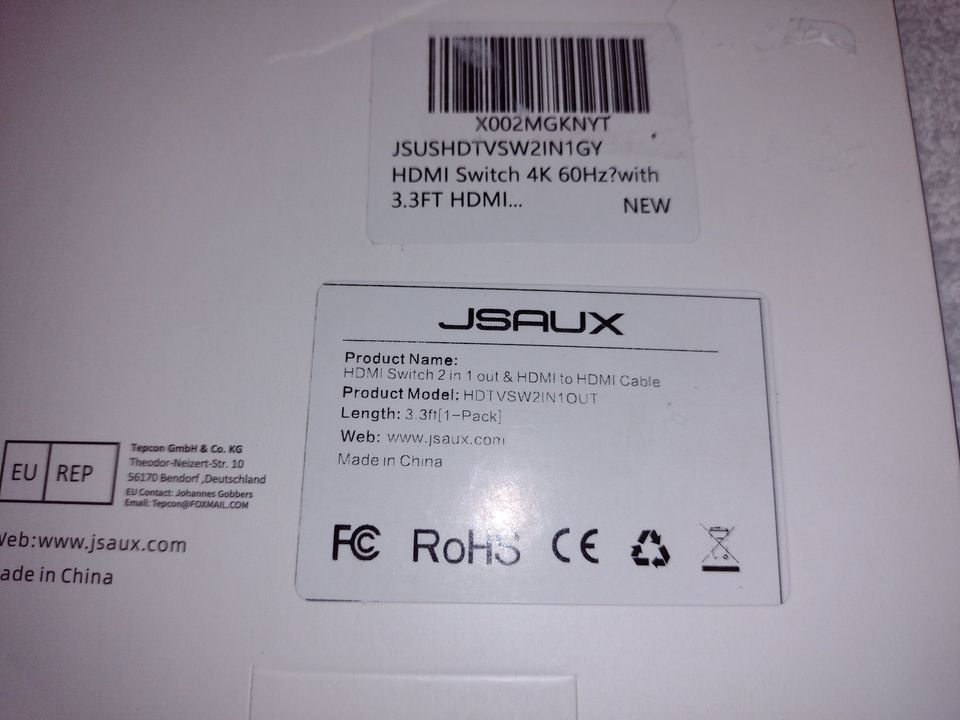 X002MGKNYT
JSUSHDTVSW2IN1GY
HDMI Switch 4K 60Hz?with
3.3FT HDMI...
NEW
JSAUX
Product Name:
HDMI Switch 2 in 1 out & HDMI to HDMI Cable
Product Model: HDTVSW2IN1OUT
Length: 3.3ft[1-Pack]
Web: www.jsaux.com
Made in China
FC RoHS CE
EU REP
Tepcon GmbH & Co. KG
Theodor-Neizert-Str. 10
56170 Bendorf ,Deutschland
EU Contact: Johannes Gobbers
Email: Tepcon@FOXMAIL.COM
Web:www.jsaux.com
ade in China